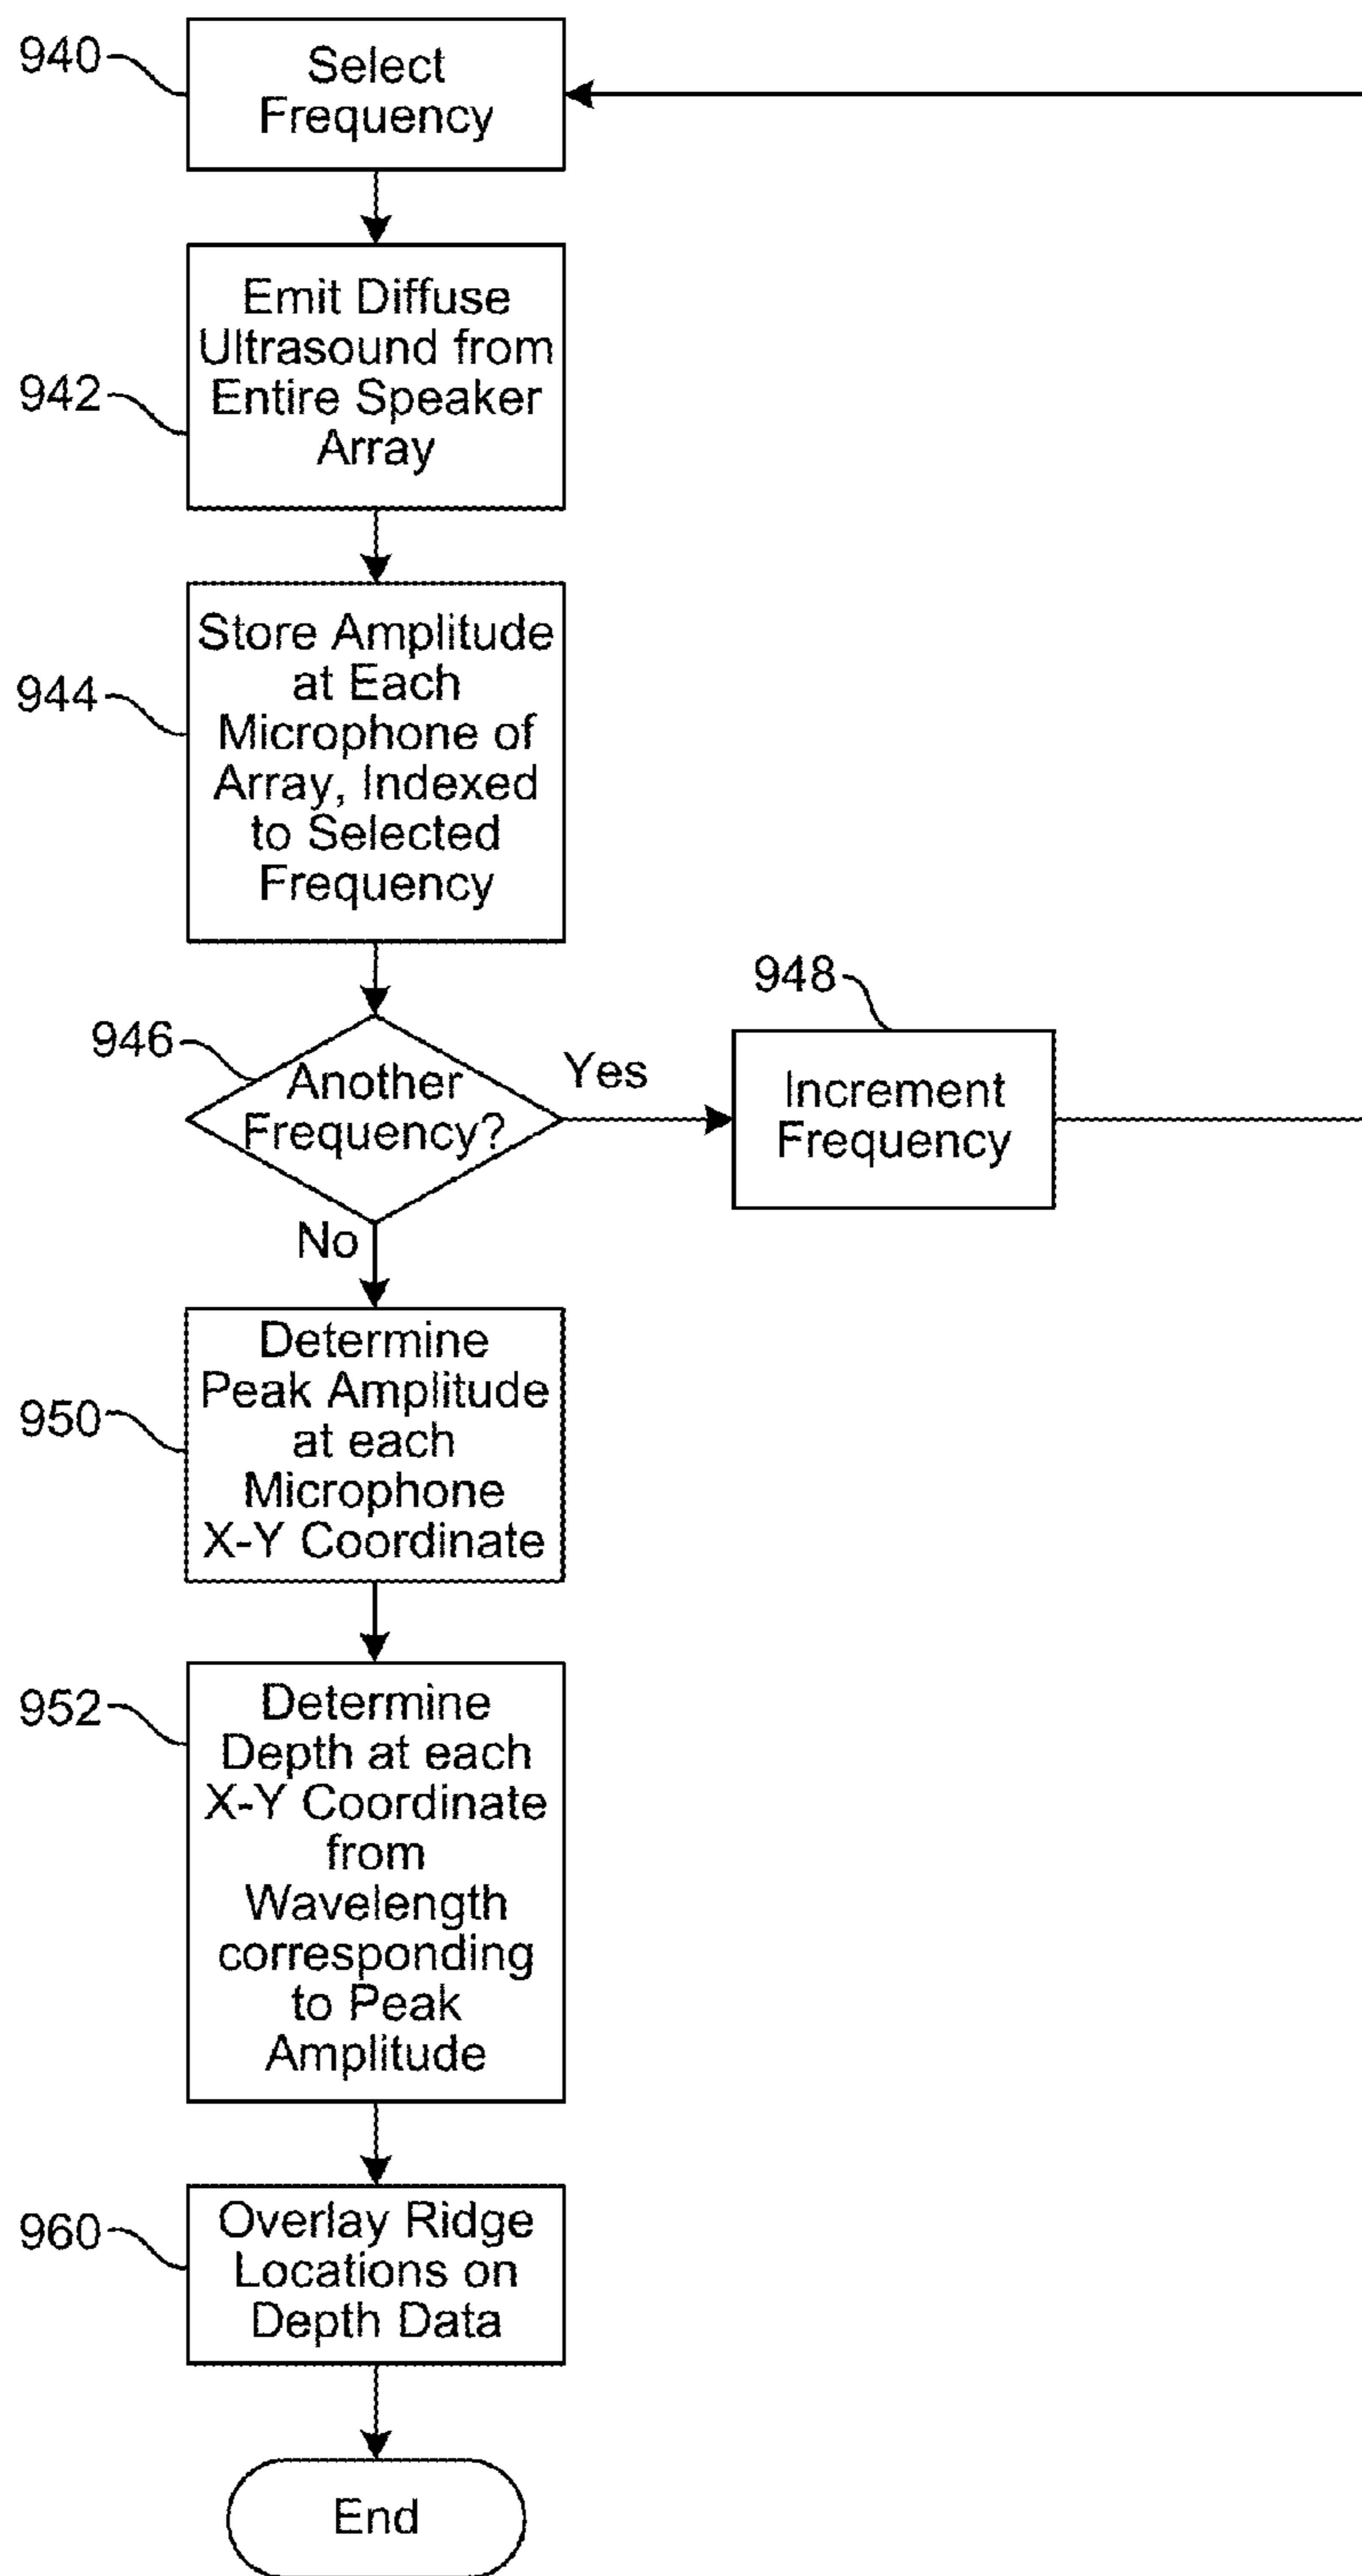 940
Select
Frequency
942
Emit Diffuse
Ultrasound from
Entire Speaker
Array
944
Store Amplitude
at Each
Microphone of
Array, Indexed
to Selected
Frequency
946
Another
Frequency?
Yes
948
Increment
Frequency
No
950
Determine
Peak Amplitude
at each
Microphone
X-Y Coordinate
952
Determine
Depth at each
X-Y Coordinate
from
Wavelength
corresponding
to Peak
Amplitude
960
Overlay Ridge
Locations on
Depth Data
End